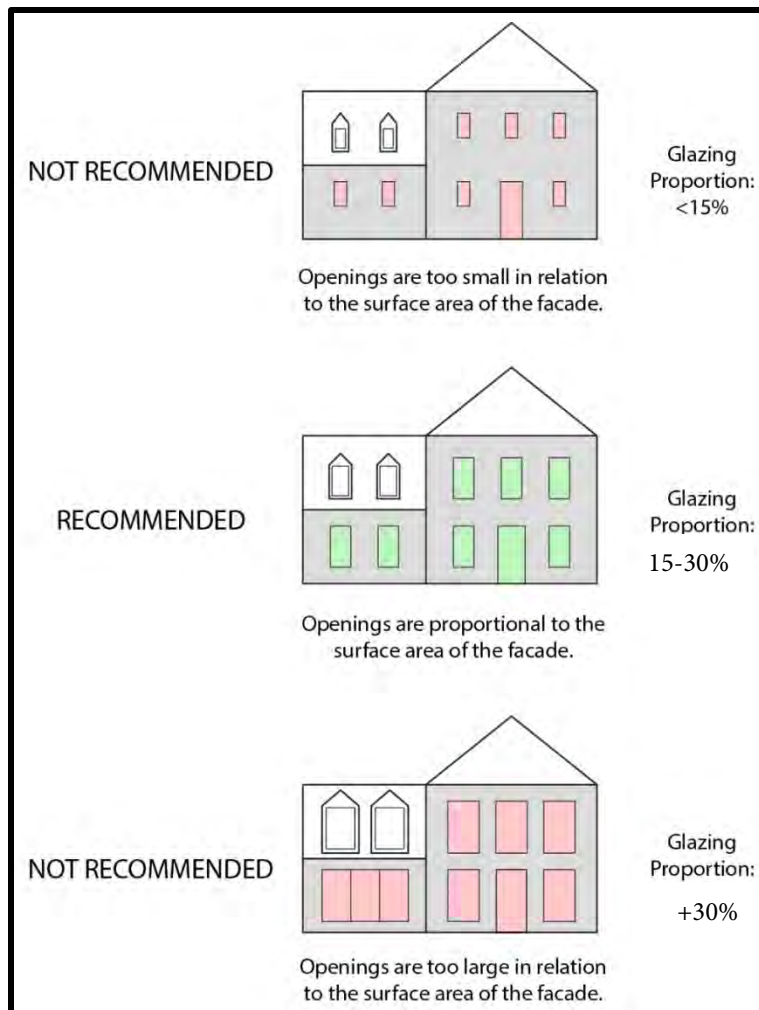 NOT RECOMMENDED
Glazing
Proportion:
<15%
Openings are too small in relation
to the surface area of the facade.
RECOMMENDED
Glazing
Proportion:
15-30%
Openings are proportional to the
surface area of the facade.
NOT RECOMMENDED
Glazing
Proportion:
+30%
Openings are too large in relation
to the surface area of the facade.